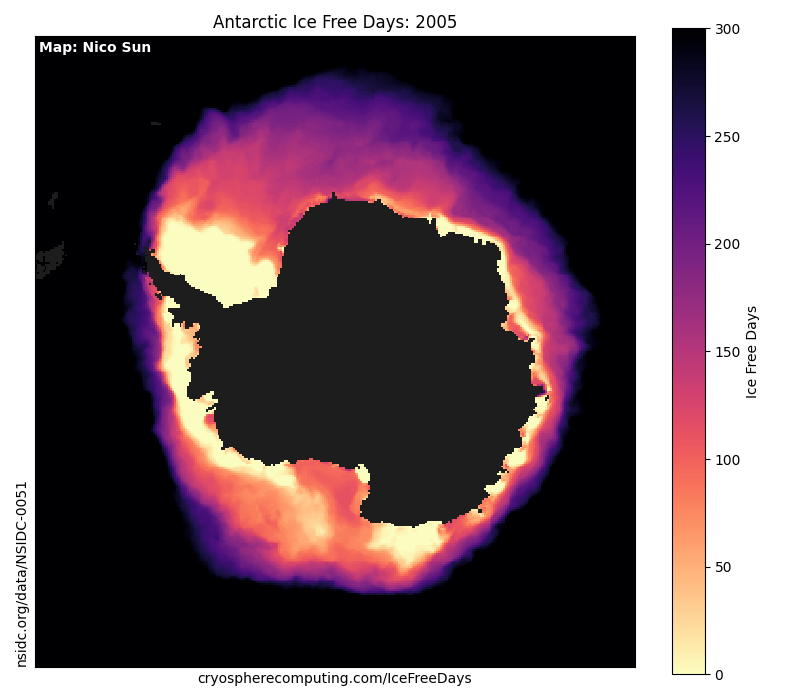 Antarctic Ice Free Days: 2005
Map: Nico Sun
300
250
200
150
100
50
0
Ice Free Days
nsidc.org/data/NSIDC-0051
cryospherecomputing.com/IceFreeDays